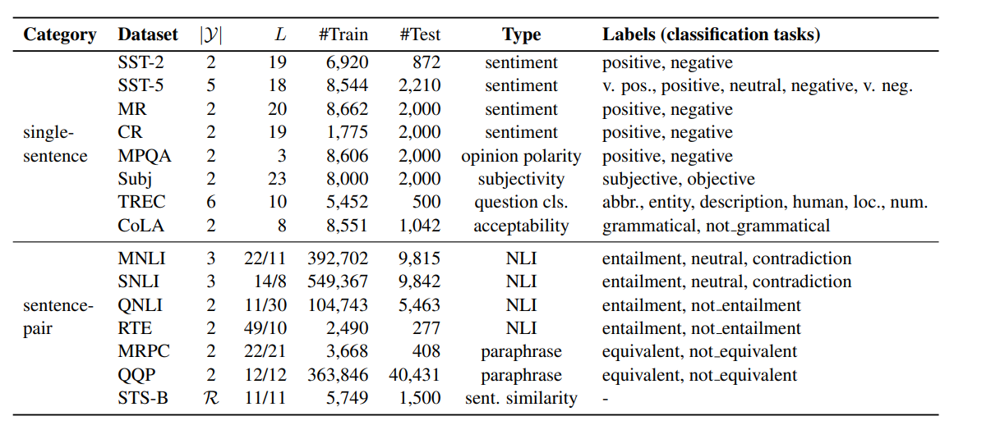 Category Dataset |𝒴| L #Train #Test Type Labels (classification tasks)
SST-2 2 19 6,920 872 sentiment positive, negative
SST-5 5 18 8,544 2,210 sentiment v. pos., positive, neutral, negative, v. neg.
MR 2 20 8,662 2,000 sentiment positive, negative
single- CR 2 19 1,775 2,000 sentiment positive, negative
sentence MPQA 2 3 8,606 2,000 opinion polarity positive, negative
Subj 2 23 8,000 2,000 subjectivity subjective, objective
TREC 6 10 5,452 500 question cls. abbr., entity, description, human, loc., num.
CoLA 2 8 8,551 1,042 acceptability grammatical, not_grammatical
MNLI 3 22/11 392,702 9,815 NLI entailment, neutral, contradiction
SNLI 3 14/8 549,367 9,842 NLI entailment, neutral, contradiction
sentence- QNLI 2 11/30 104,743 5,463 NLI entailment, not_entailment
pair RTE 2 49/10 2,490 277 NLI entailment, not_entailment
MRPC 2 22/21 3,668 408 paraphrase equivalent, not_equivalent
QQP 2 12/12 363,846 40,431 paraphrase equivalent, not_equivalent
STS-B ℛ 11/11 5,749 1,500 sent. similarity -